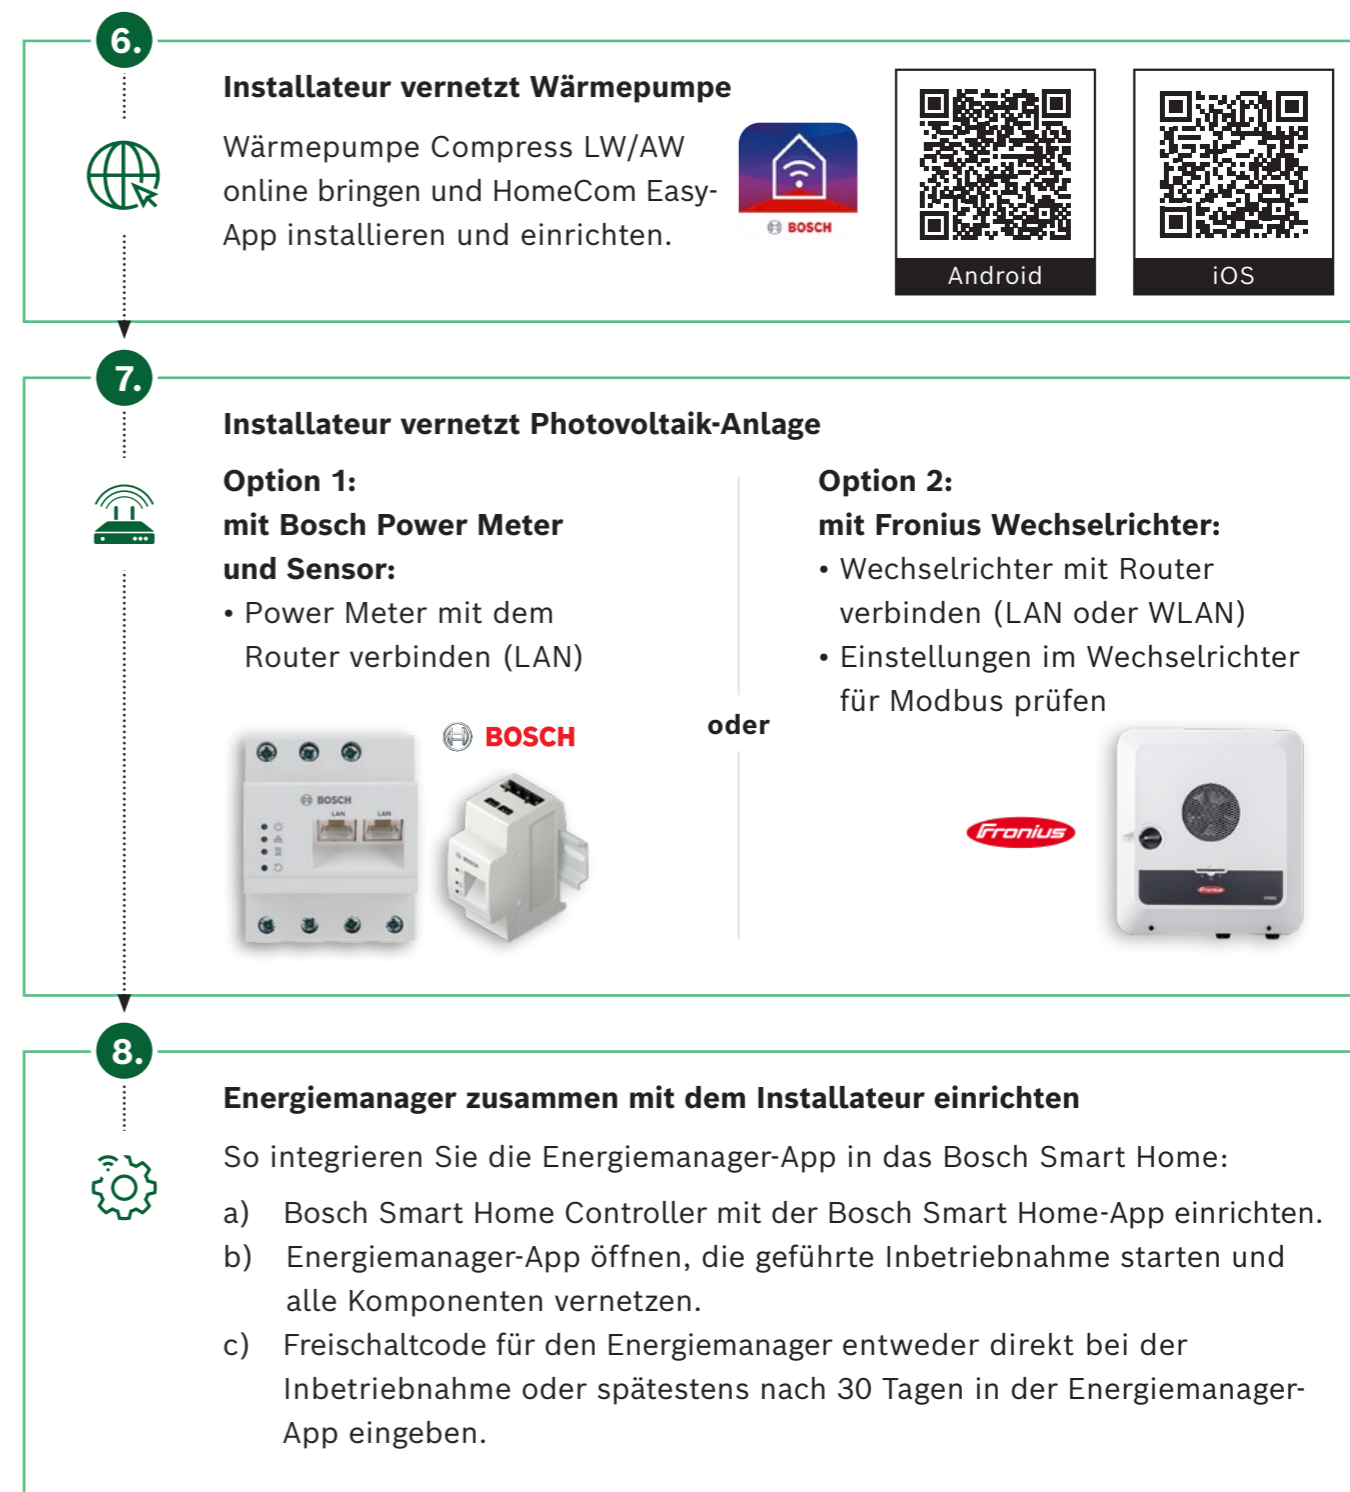 6.
Installateur vernetzt Wärmepumpe
Wärmepumpe Compress LW/AW
online bringen und HomeCom Easy-
App installieren und einrichten.
BOSCH
Android
iOS
7.
Installateur vernetzt Photovoltaik-Anlage
Option 1:
mit Bosch Power Meter
und Sensor:
• Power Meter mit dem
Router verbinden (LAN)
BOSCH
BOSCH
LAN LAN
BOSCH
oder
Option 2:
mit Fronius Wechselrichter:
• Wechselrichter mit Router
verbinden (LAN oder WLAN)
• Einstellungen im Wechselrichter
für Modbus prüfen
Fronius
Fronius
8.
Energiemanager zusammen mit dem Installateur einrichten
So integrieren Sie die Energiemanager-App in das Bosch Smart Home:
a) Bosch Smart Home Controller mit der Bosch Smart Home-App einrichten.
b) Energiemanager-App öffnen, die geführte Inbetriebnahme starten und
alle Komponenten vernetzen.
c) Freischaltcode für den Energiemanager entweder direkt bei der
Inbetriebnahme oder spätestens nach 30 Tagen in der Energiemanager-
App eingeben.